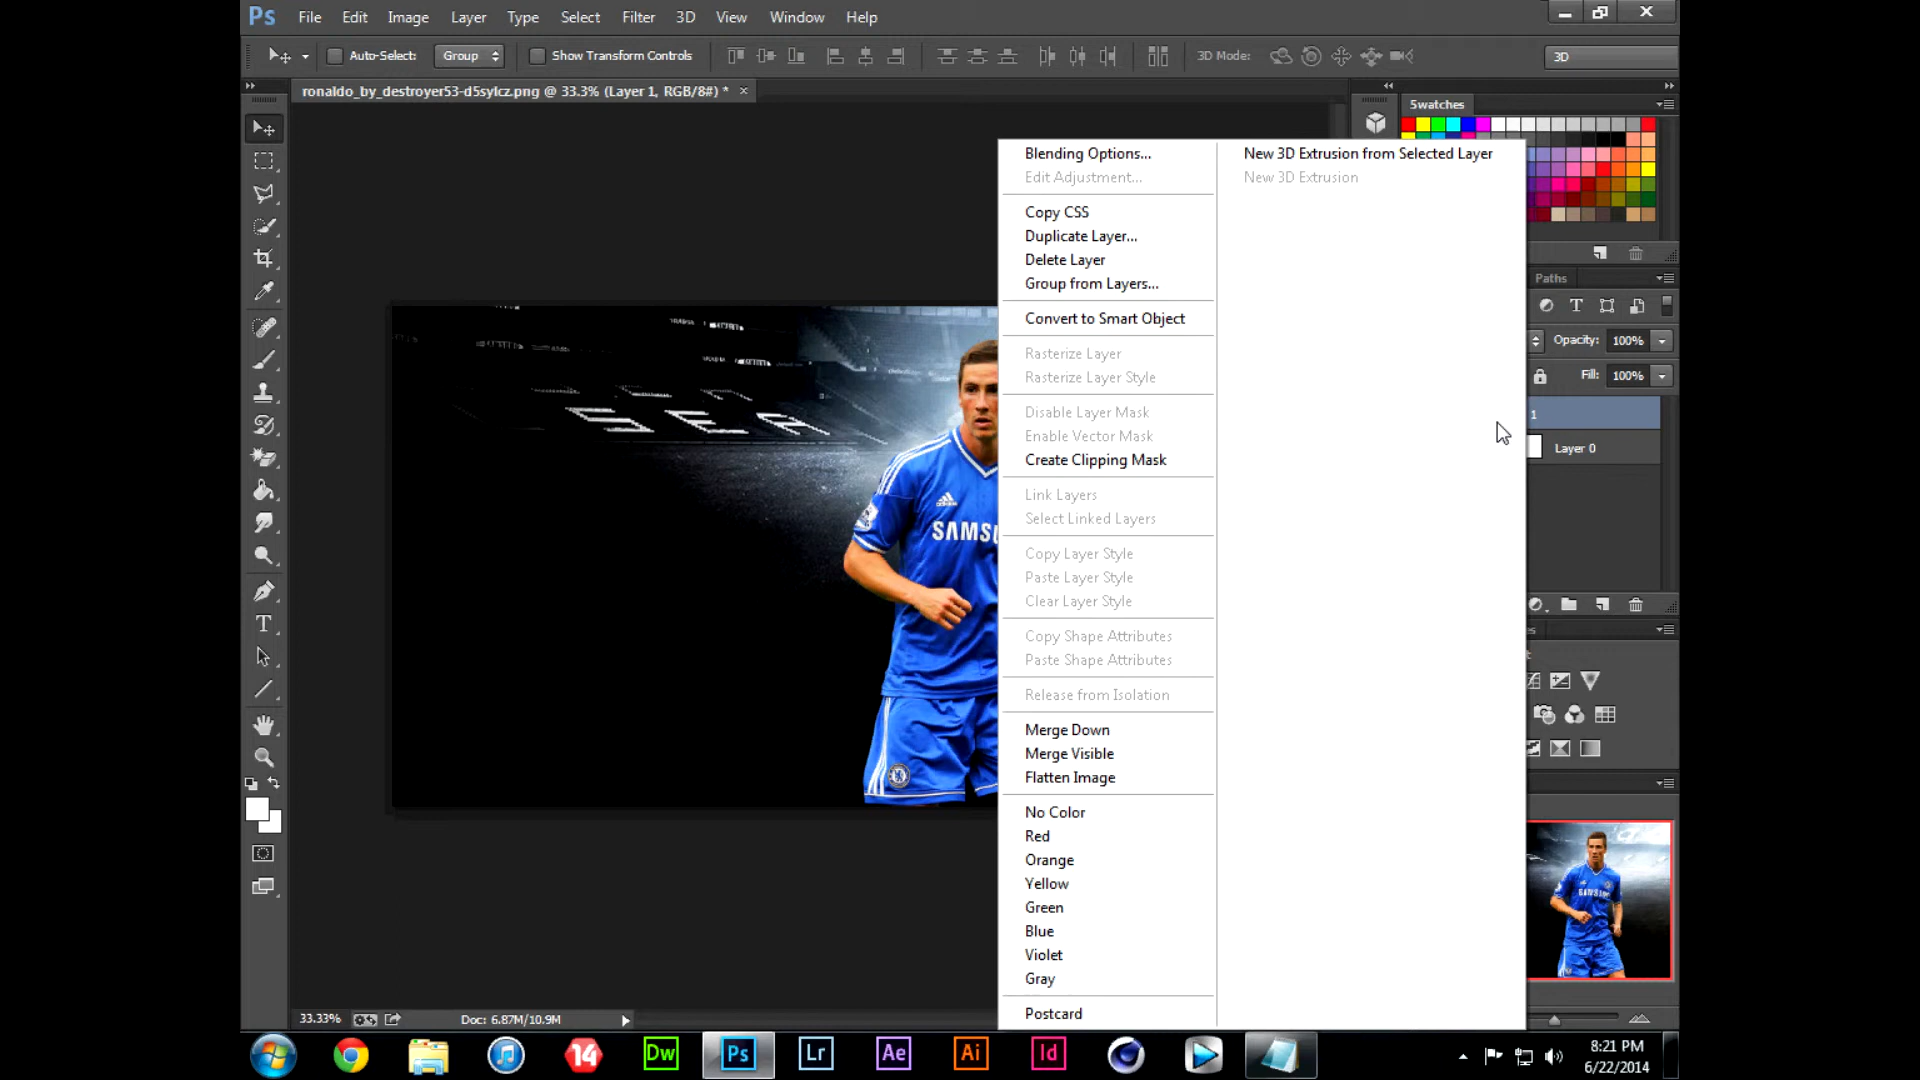 Ps File Edit Image Layer Type Select Filter 3D View Window Help
Auto-Select: Group Show Transform Controls 3D Mode: 3D
ronaldo_by_destroyer53-d5sylcz.png @ 33.3% (Layer 1, RGB/8#) *
Swatches
Blending Options...
Edit Adjustment...
Copy CSS
Duplicate Layer...
Delete Layer
Group from Layers...
Convert to Smart Object
Rasterize Layer
Rasterize Layer Style
Disable Layer Mask
Enable Vector Mask
Create Clipping Mask
Link Layers
Select Linked Layers
Copy Layer Style
Paste Layer Style
Clear Layer Style
Copy Shape Attributes
Paste Shape Attributes
Release from Isolation
Merge Down
Merge Visible
Flatten Image
No Color
Red
Orange
Yellow
Green
Blue
Violet
Gray
Postcard
New 3D Extrusion from Selected Layer
New 3D Extrusion
Paths
Opacity: 100%
Fill: 100%
1
Layer 0
SEA
adidas
SAMSU
SAMSUN
33.33% Doc: 6.87M/10.9M
14 Dw Ps Lr Ae Ai Id
8:21 PM
6/22/2014